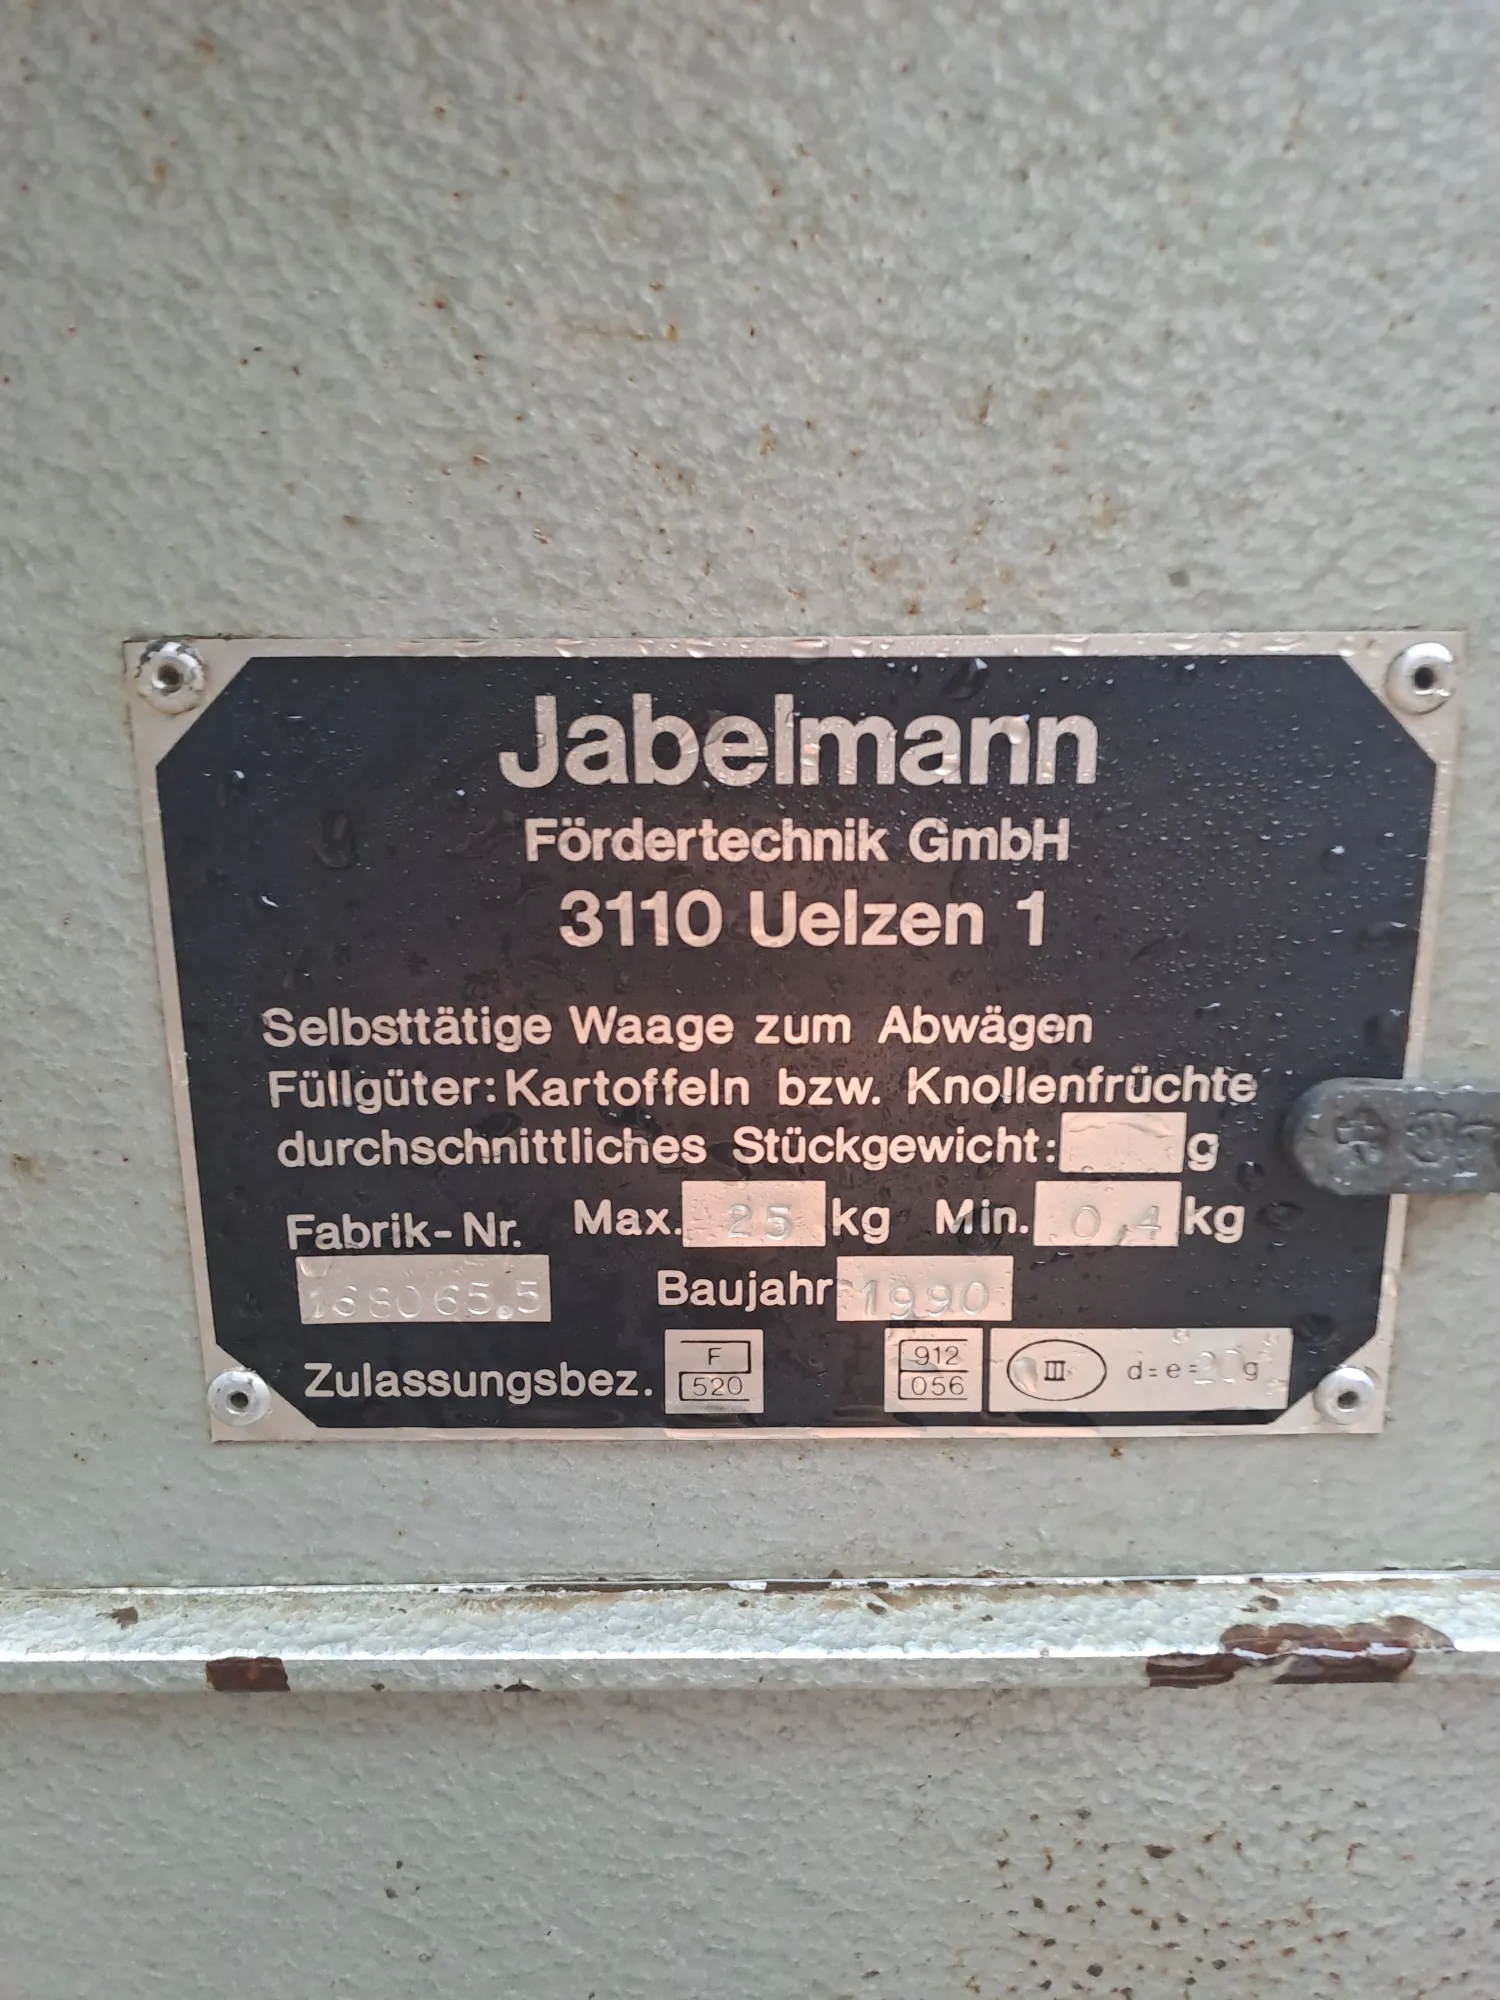 Jabelmann
Fördertechnik GmbH
3110 Uelzen 1
Selbsttätige Waage zum Abwägen
Füllgüter: Kartoffeln bzw. Knollenfrüchte
durchschnittliches Stückgewicht: g
Fabrik-Nr. Max. 25 kg Min. 0,4 kg
168065.5 Baujahr 1990
Zulassungsbez. F 912 III d=e=20g
520 056